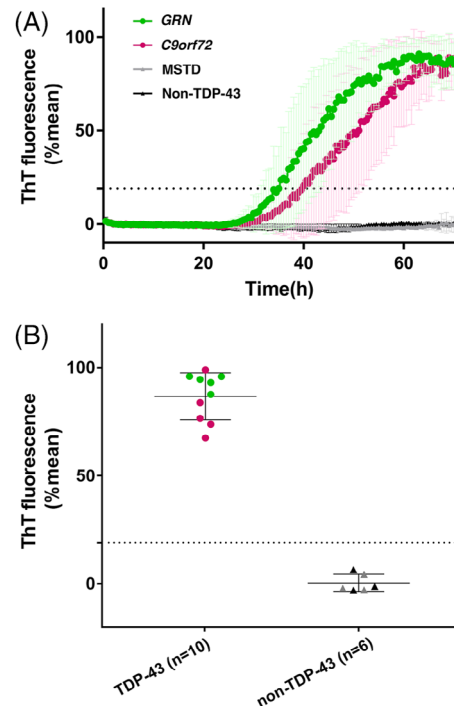 (A)
GRN
C9orf72
MSTD
Non-TDP-43
ThT fluorescence
(%mean)
100
50
0
0
20
40
60
Time(h)
(B)
ThT fluorescence
(%mean)
100
50
0
TDP-43 (n=10)
non-TDP-43 (n=6)